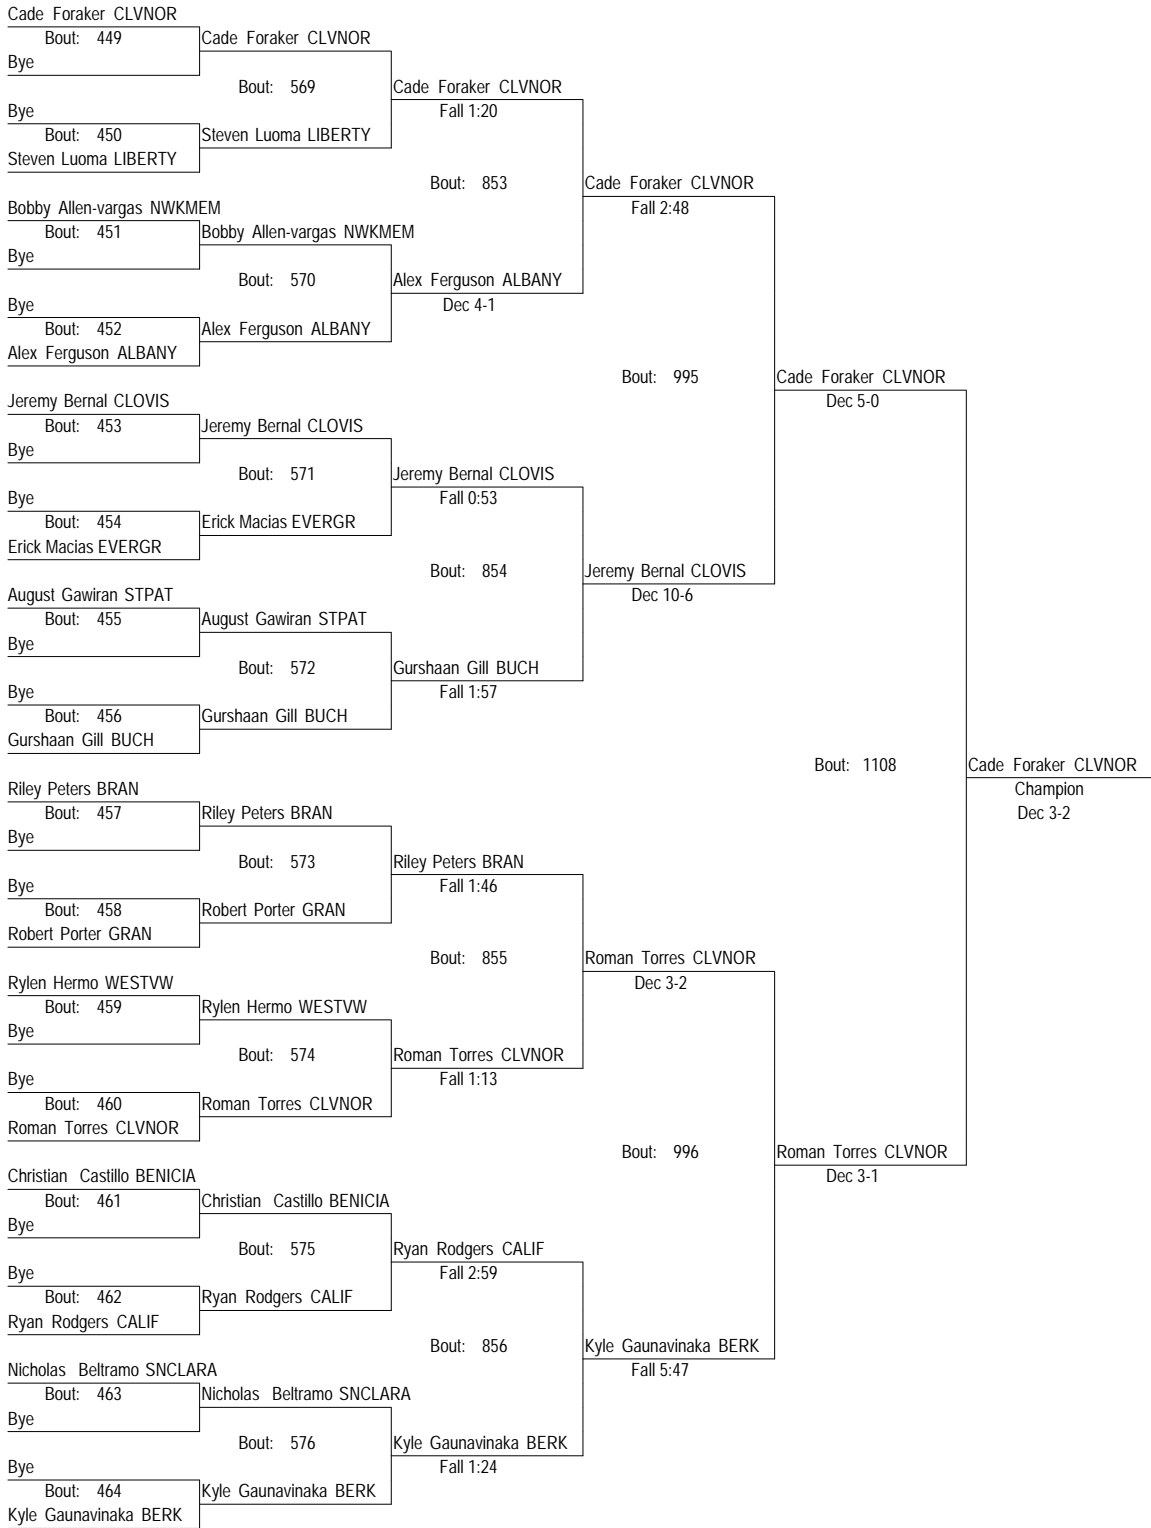 Cade Foraker CLVNOR
Bout: 449 Cade Foraker CLVNOR
Bye
Bout: 569 Cade Foraker CLVNOR
Bye Fall 1:20
Bout: 450 Steven Luoma LIBERTY
Steven Luoma LIBERTY
Bout: 853 Cade Foraker CLVNOR
Bobby Allen-vargas NWKMEM Fall 2:48
Bout: 451 Bobby Allen-vargas NWKMEM
Bye
Bout: 570 Alex Ferguson ALBANY
Bye Dec 4-1
Bout: 452 Alex Ferguson ALBANY
Alex Ferguson ALBANY
Bout: 995 Cade Foraker CLVNOR
Jeremy Bernal CLOVIS Dec 5-0
Bout: 453 Jeremy Bernal CLOVIS
Bye
Bout: 571 Jeremy Bernal CLOVIS
Bye Fall 0:53
Bout: 454 Erick Macias EVERGR
Erick Macias EVERGR
Bout: 854 Jeremy Bernal CLOVIS
August Gawiran STPAT Dec 10-6
Bout: 455 August Gawiran STPAT
Bye
Bout: 572 Gurshaan Gill BUCH
Bye Fall 1:57
Bout: 456 Gurshaan Gill BUCH
Gurshaan Gill BUCH
Bout: 1108 Cade Foraker CLVNOR
Riley Peters BRAN Champion
Bout: 457 Riley Peters BRAN Dec 3-2
Bye
Bout: 573 Riley Peters BRAN
Bye Fall 1:46
Bout: 458 Robert Porter GRAN
Robert Porter GRAN
Bout: 855 Roman Torres CLVNOR
Rylen Hermo WESTVW Dec 3-2
Bout: 459 Rylen Hermo WESTVW
Bye
Bout: 574 Roman Torres CLVNOR
Bye Fall 1:13
Bout: 460 Roman Torres CLVNOR
Roman Torres CLVNOR
Bout: 996 Roman Torres CLVNOR
Christian Castillo BENICIA Dec 3-1
Bout: 461 Christian Castillo BENICIA
Bye
Bout: 575 Ryan Rodgers CALIF
Bye Fall 2:59
Bout: 462 Ryan Rodgers CALIF
Ryan Rodgers CALIF
Bout: 856 Kyle Gaunavinaka BERK
Nicholas Beltramo SNCLARA Fall 5:47
Bout: 463 Nicholas Beltramo SNCLARA
Bye
Bout: 576 Kyle Gaunavinaka BERK
Bye Fall 1:24
Bout: 464 Kyle Gaunavinaka BERK
Kyle Gaunavinaka BERK